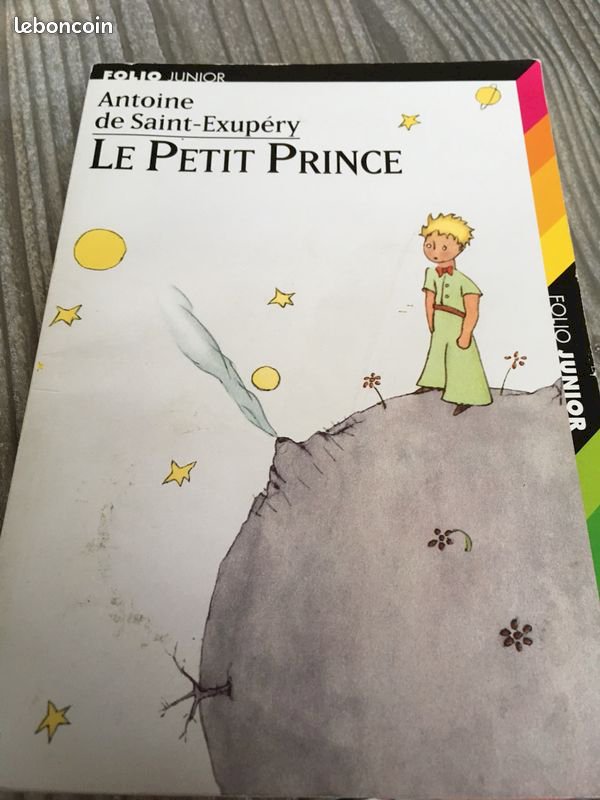 leboncoin
FOLIO JUNIOR
Antoine
de Saint-Exupéry
LE PETIT PRINCE
FOLIO JUNIOR